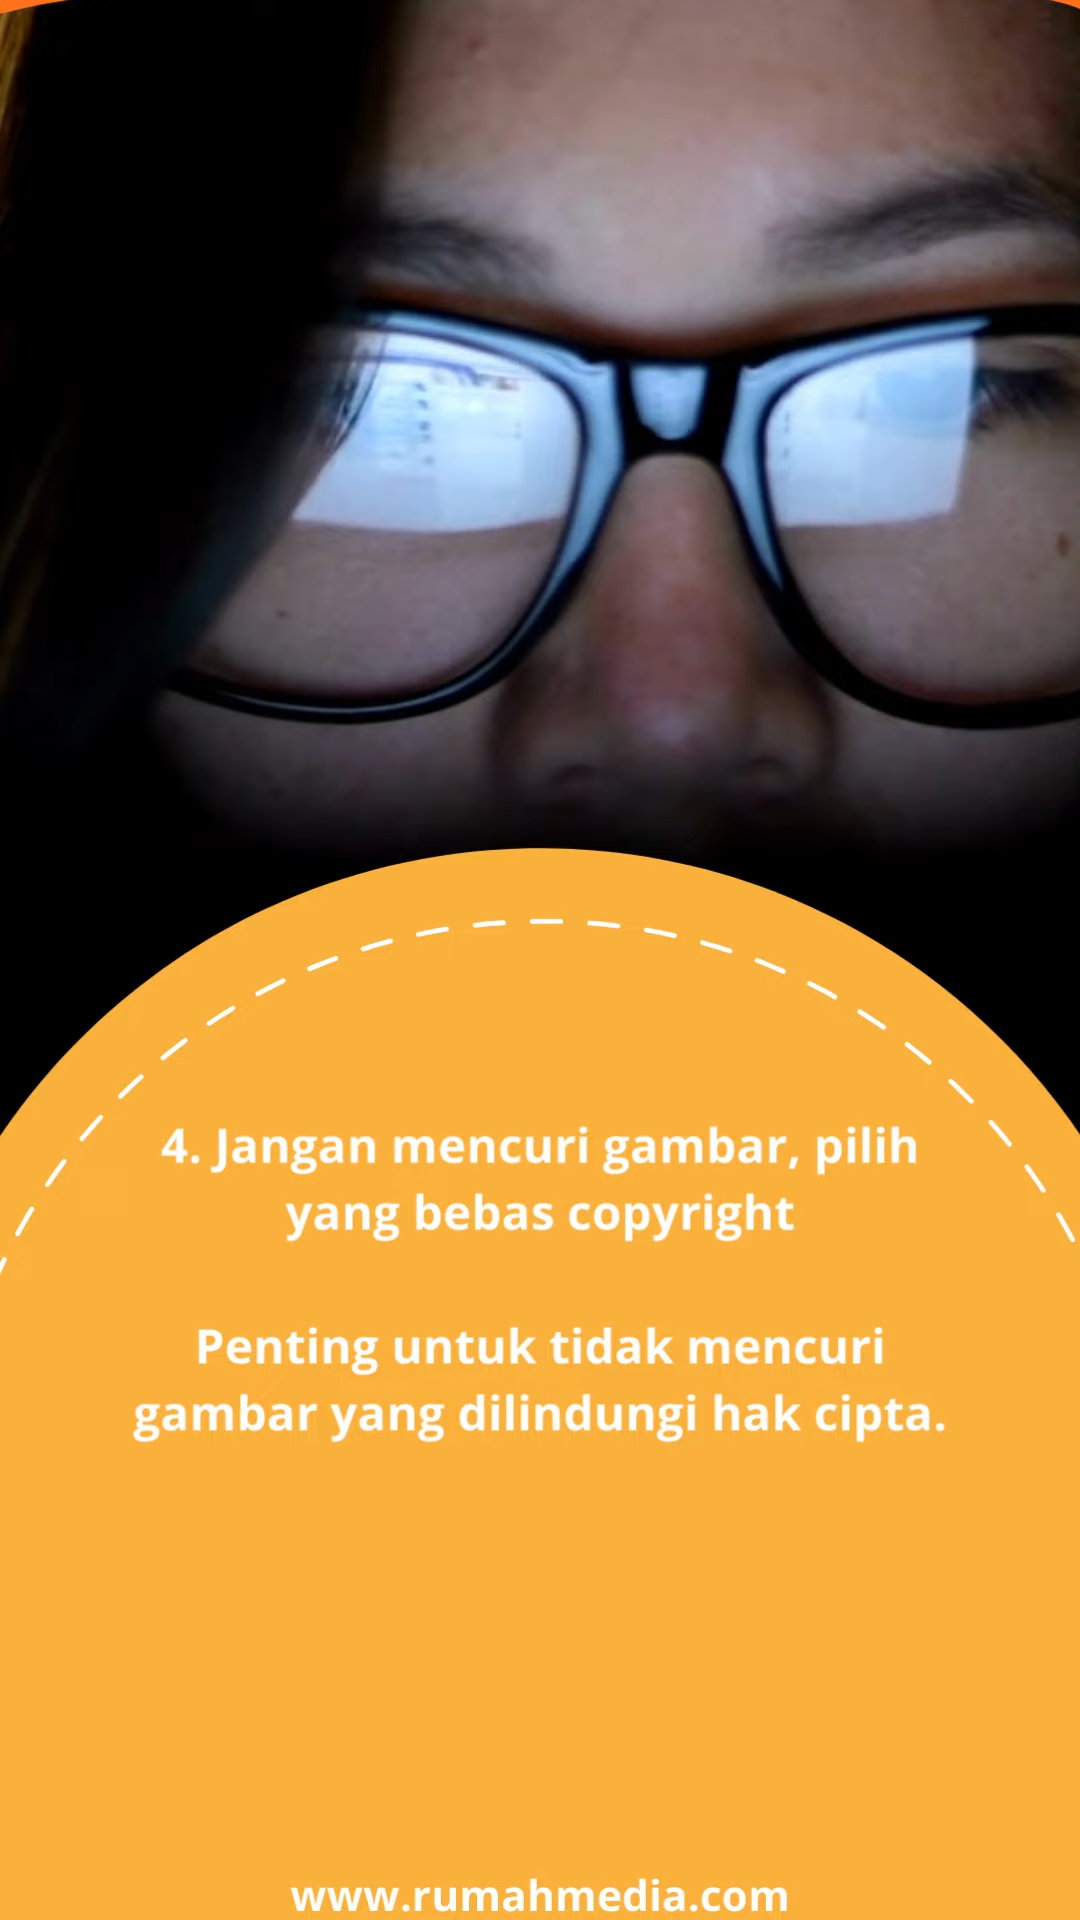 4. Jangan mencuri gambar, pilih
yang bebas copyright
Penting untuk tidak mencuri
gambar yang dilindungi hak cipta.
www.rumahmedia.com